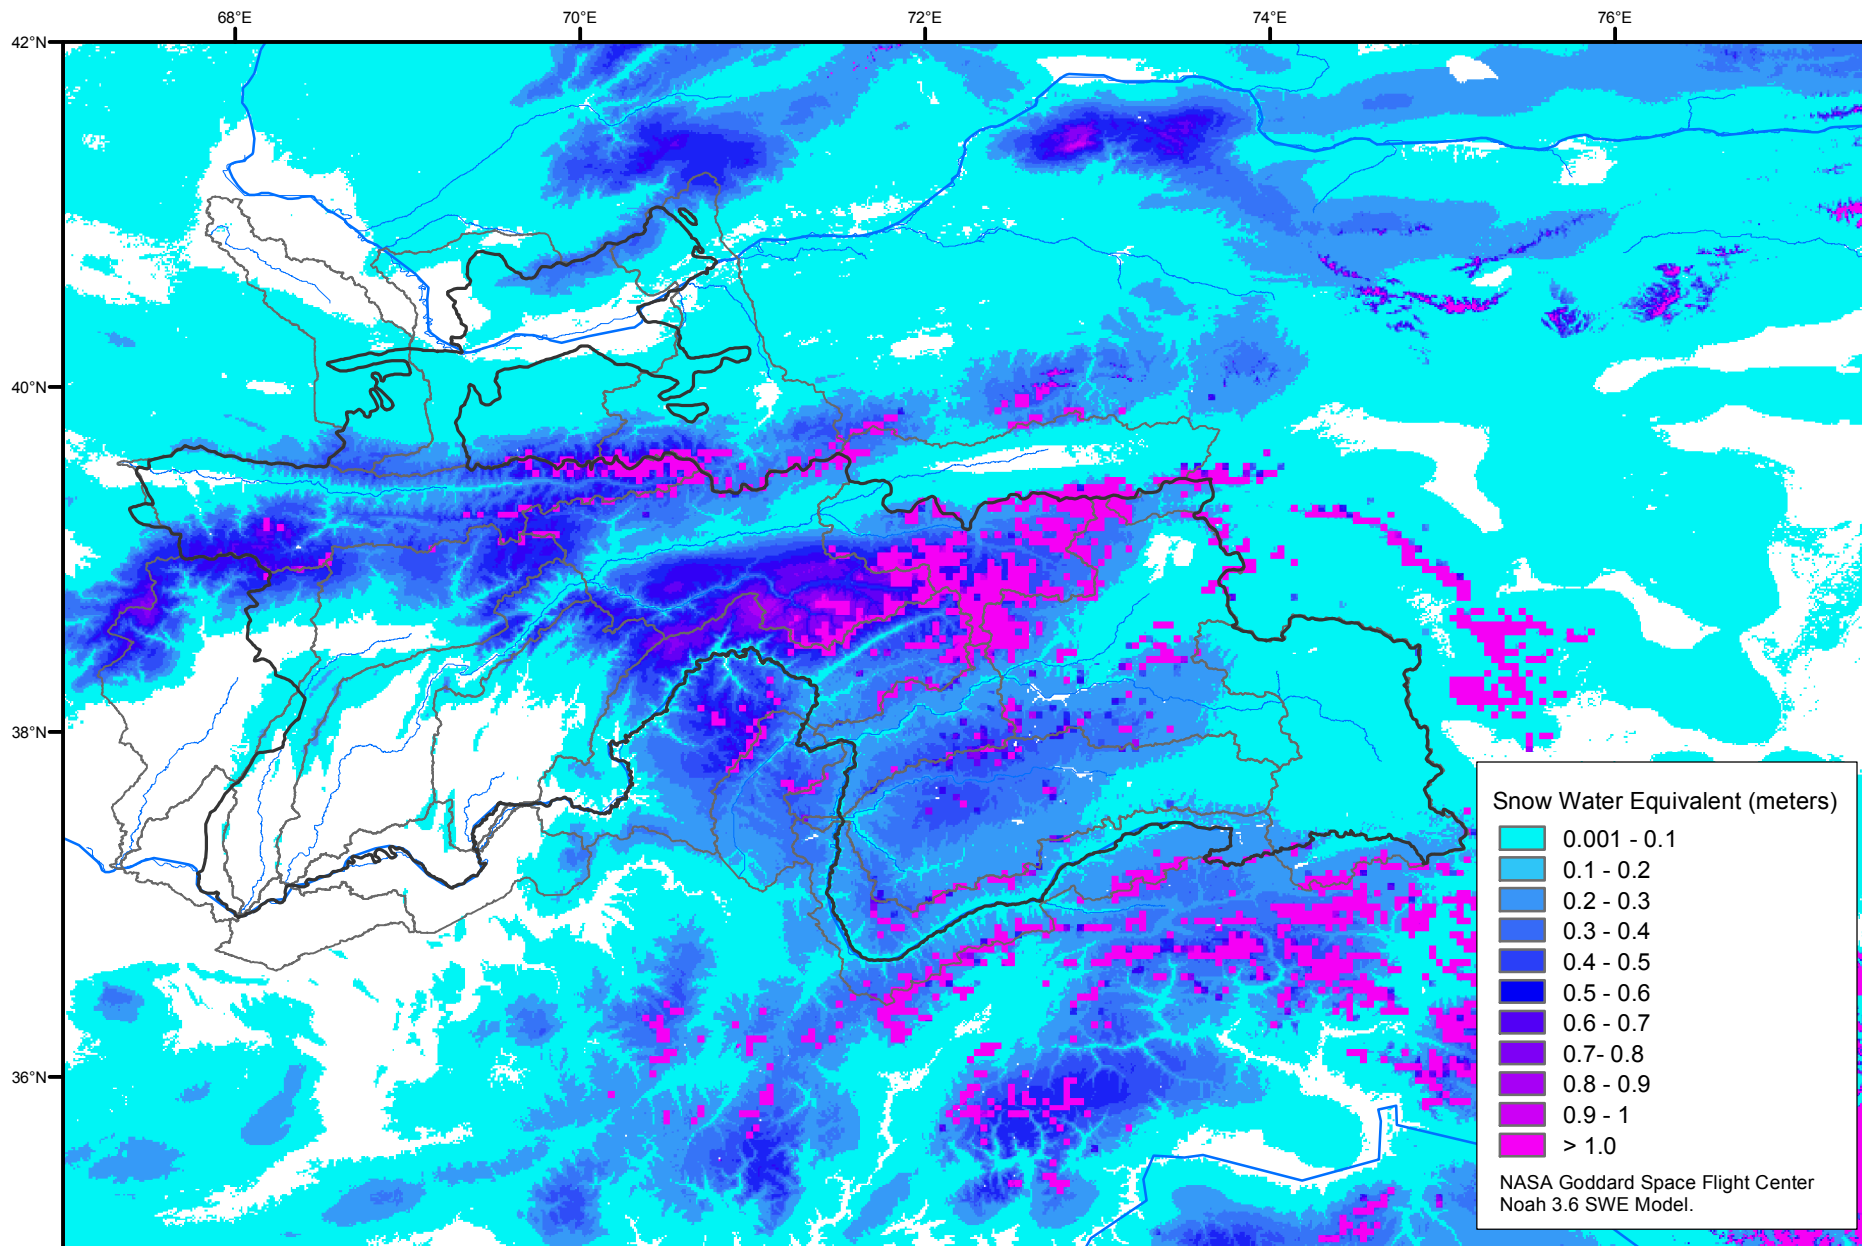 68°E 70°E 72°E 74°E 76°E
42°N
40°N
38°N
36°N
Snow Water Equivalent (meters)
0.001 - 0.1
0.1 - 0.2
0.2 - 0.3
0.3 - 0.4
0.4 - 0.5
0.5 - 0.6
0.6 - 0.7
0.7- 0.8
0.8 - 0.9
0.9 - 1
> 1.0
NASA Goddard Space Flight Center
Noah 3.6 SWE Model.